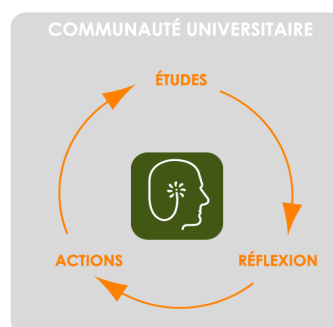 COMMUNAUTÉ UNIVERSITAIRE
ÉTUDES
ACTIONS
RÉFLEXION